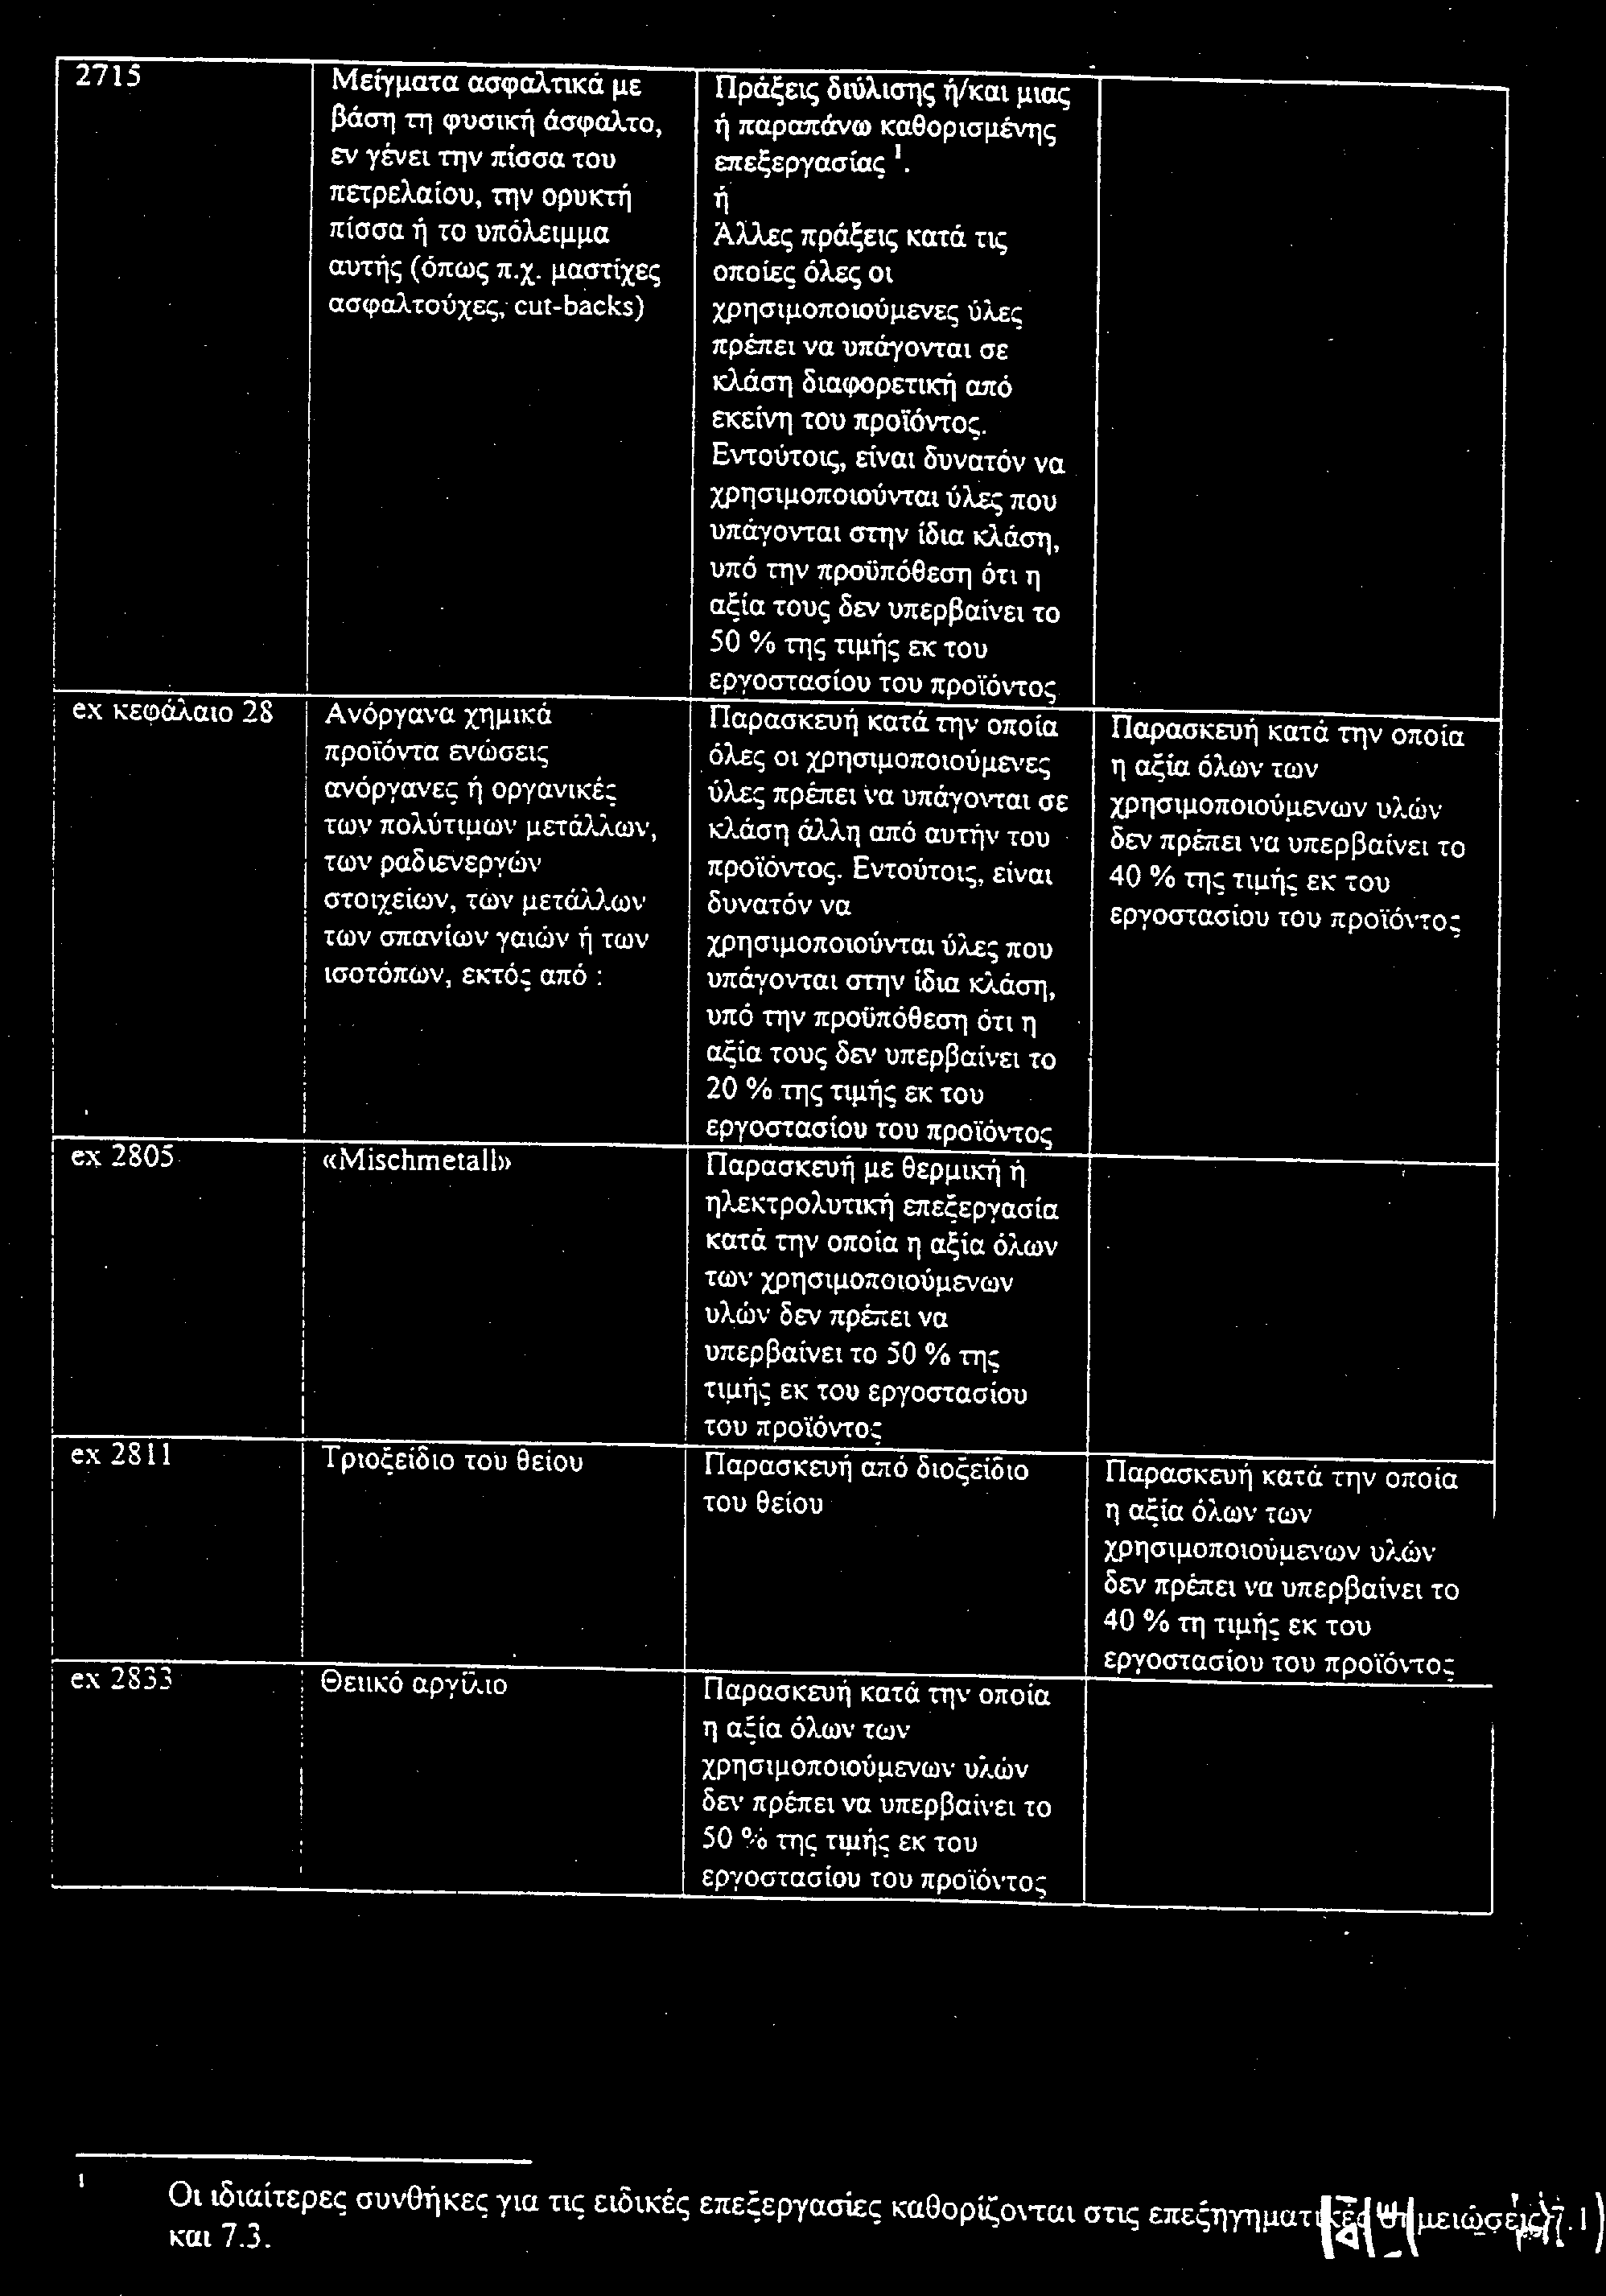 2715
Μείγματα ασφαλτικά με
βάση τη φυσική άσφαλτο,
εν γένει την πίσσα του
πετρελαίου, την ορυκτή
πίσσα ή το υπόλειμμα
αυτής (όπως π.χ. μαστίχες
ασφαλτούχες, cut-backs)
Πράξεις διύλισης ή/και μιας
ή παραπάνω καθορισμένης
επεξεργασίας ¹.
ή
Άλλες πράξεις κατά τις
οποίες όλες οι
χρησιμοποιούμενες ύλες
πρέπει να υπάγονται σε
κλάση διαφορετική από
εκείνη του προϊόντος.
Εντούτοις, είναι δυνατόν να
χρησιμοποιούνται ύλες που
υπάγονται στην ίδια κλάση,
υπό την προϋπόθεση ότι η
αξία τους δεν υπερβαίνει το
50 % της τιμής εκ του
εργοστασίου του προϊόντος
ex κεφάλαιο 28
Ανόργανα χημικά
προϊόντα ενώσεις
ανόργανες ή οργανικές
των πολύτιμων μετάλλων,
των ραδιενεργών
στοιχείων, των μετάλλων
των σπανίων γαιών ή των
ισοτόπων, εκτός από :
Παρασκευή κατά την οποία
όλες οι χρησιμοποιούμενες
ύλες πρέπει να υπάγονται σε
κλάση άλλη από αυτήν του
προϊόντος. Εντούτοις, είναι
δυνατόν να
χρησιμοποιούνται ύλες που
υπάγονται στην ίδια κλάση,
υπό την προϋπόθεση ότι η
αξία τους δεν υπερβαίνει το
20 % της τιμής εκ του
εργοστασίου του προϊόντος
Παρασκευή κατά την οποία
η αξία όλων των
χρησιμοποιούμενων υλών
δεν πρέπει να υπερβαίνει το
40 % της τιμής εκ του
εργοστασίου του προϊόντος
ex 2805
«Mischmetall»
Παρασκευή με θερμική ή
ηλεκτρολυτική επεξεργασία
κατά την οποία η αξία όλων
των χρησιμοποιούμενων
υλών δεν πρέπει να
υπερβαίνει το 50 % της
τιμής εκ του εργοστασίου
του προϊόντος
ex 2811
Τριοξείδιο του θείου
Παρασκευή από διοξείδιο
του θείου
Παρασκευή κατά την οποία
η αξία όλων των
χρησιμοποιούμενων υλών
δεν πρέπει να υπερβαίνει το
40 % τη τιμής εκ του
εργοστασίου του προϊόντος
ex 2833
Θειικό αργίλιο
Παρασκευή κατά την οποία
η αξία όλων των
χρησιμοποιούμενων υλών
δεν πρέπει να υπερβαίνει το
50 % της τιμής εκ του
εργοστασίου του προϊόντος
¹ Οι ιδιαίτερες συνθήκες για τις ειδικές επεξεργασίες καθορίζονται στις επεξηγηματικές σημειώσεις 7.1
και 7.3.